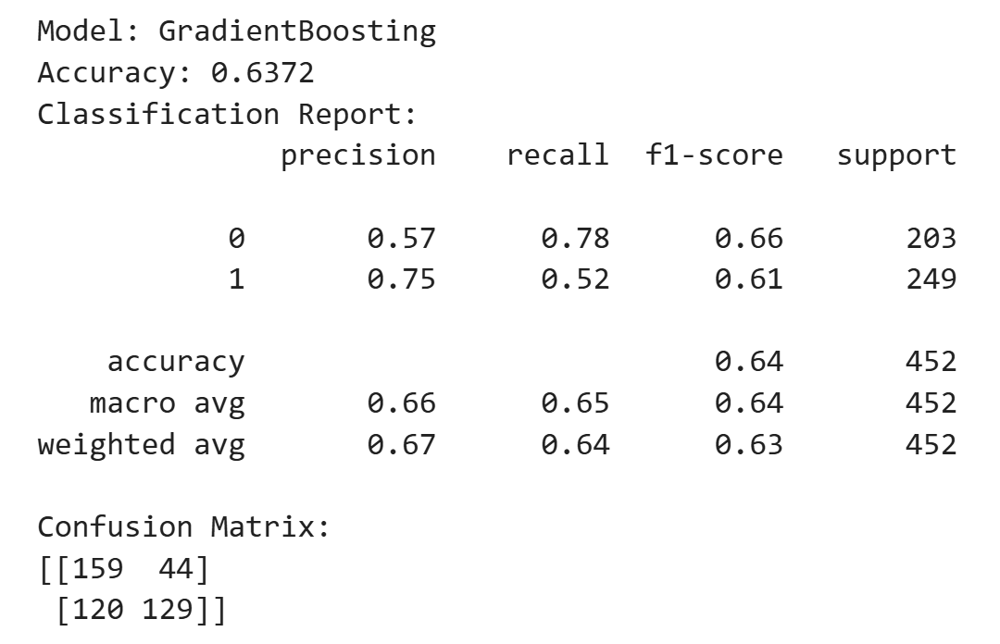 Model: GradientBoosting
Accuracy: 0.6372
Classification Report:
              precision    recall  f1-score   support

           0       0.57      0.78      0.66       203
           1       0.75      0.52      0.61       249

    accuracy                           0.64       452
   macro avg       0.66      0.65      0.64       452
weighted avg       0.67      0.64      0.63       452

Confusion Matrix:
[[159  44]
 [120 129]]